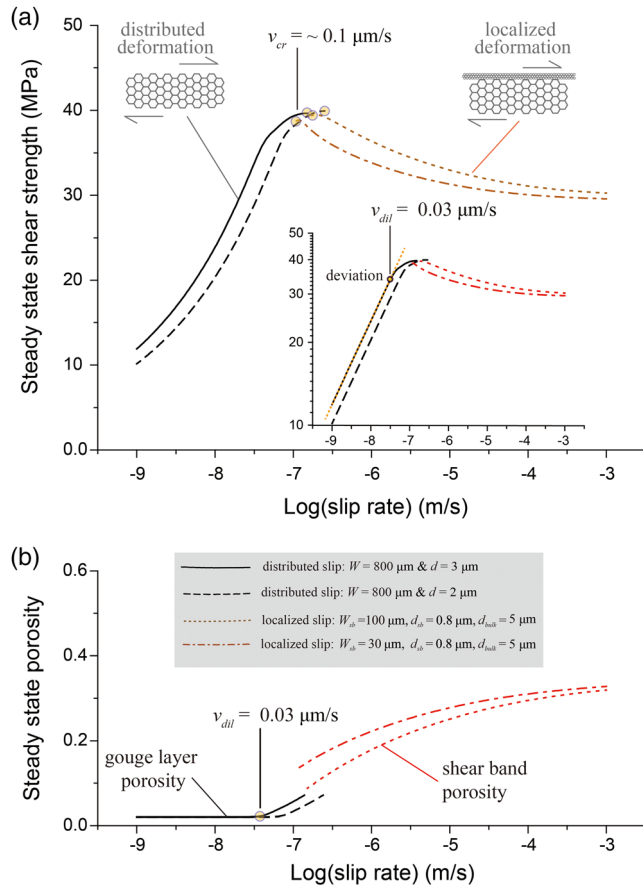 (a)
distributed
deformation
v_cr = ~ 0.1 μm/s
localized
deformation
Steady state shear strength (MPa)
50
40
30
20
10
0.0
v_dil = 0.03 μm/s
deviation
50
40
30
20
10
-9 -8 -7 -6 -5 -4 -3
-9 -8 -7 -6 -5 -4 -3
Log(slip rate) (m/s)
(b)
Steady state porosity
0.6
0.4
0.2
0.0
distributed slip: W = 800 μm & d = 3 μm
distributed slip: W = 800 μm & d = 2 μm
localized slip: W_sb = 100 μm, d_sb = 0.8 μm, d_bulk = 5 μm
localized slip: W_sb = 30 μm, d_sb = 0.8 μm, d_bulk = 5 μm
v_dil = 0.03 μm/s
gouge layer
porosity
shear band
porosity
-9 -8 -7 -6 -5 -4 -3
Log(slip rate) (m/s)